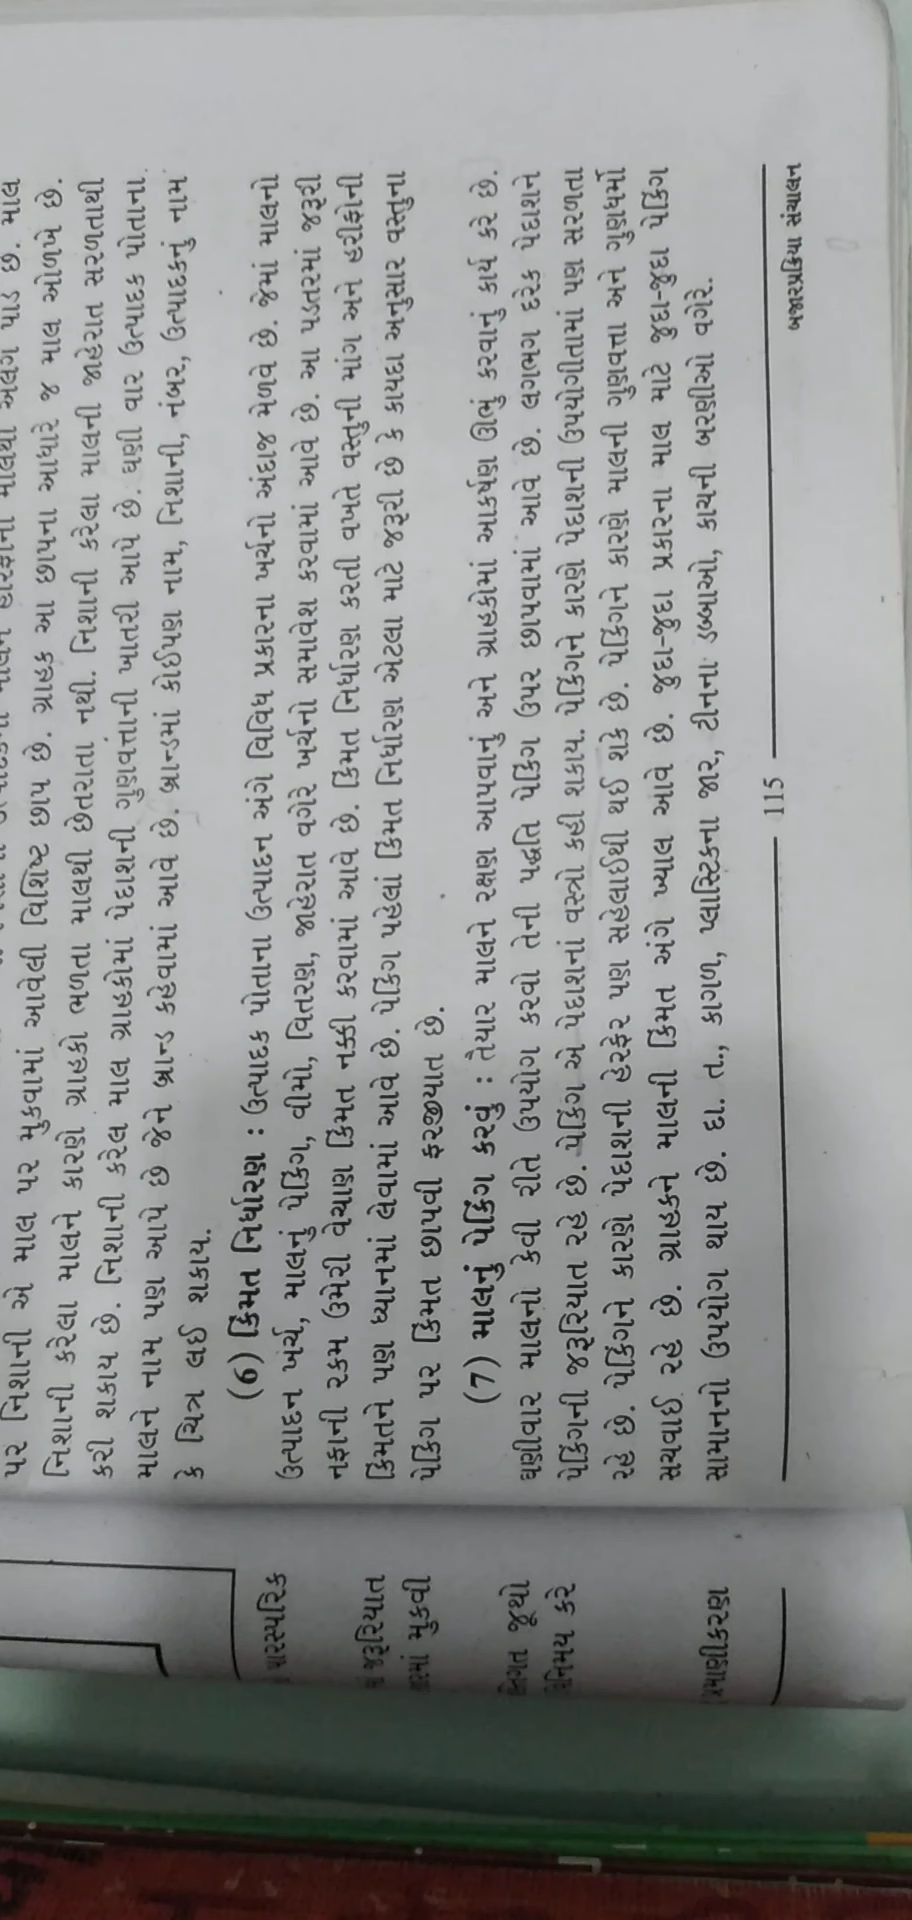 પર નિશાની એ માલ પર મુકવામાં આવેલી વિશિષ્ટ છાપ છે. ગ્રાહક આ છાપના આધારે જ માલ ઓળખે છે.
નિશાની કરેલા માલને કારણે ગ્રાહકો ભળતા માલથી છેતરાતા નથી. નિશાની કરેલા માલની જાહેરાત સરળતાથી
કરી શકાય છે. નિશાની કરેલ માલ ગ્રાહકોમાં પેદાશની ગુણવત્તાની ખાતરી આપે છે. ઘણી વાર ઉત્પાદક પોતાના
માલને નામ પણ આપે છે જેને બ્રાન્ડ કહેવામાં આવે છે. બ્રાન્ડમાં કોઈપણ નામ, નિશાની, નંબર, ઉત્પાદકનું નામ
કે ચિત્ર લઈ શકાય.
(6) કિંમત નિર્ધારણ : ઉત્પાદક પોતાના ઉત્પાદન અંગે વિવિધ પ્રકારના ખર્ચનો અંદાજ મેળવે છે. જેમાં માલનો
ઉત્પાદન ખર્ચ, માલનું પેકિંગ, વીમો, વિતરણ, જાહેરાત વગેરે ખર્ચનો સમાવેશ કરવામાં આવે છે. આ પડતરમાં જરૂરી
નફાની રકમ ઉમેરી વેચાણ કિંમત નક્કી કરવામાં આવે છે. કિંમત નિર્ધારણ કરતી વખતે વસ્તુની માંગ અને હરીફોની
કિંમતને પણ ધ્યાનમાં લેવામાં આવે છે. પેકિંગ પહેલાં કિંમત નિર્ધારણ એટલા માટે જરૂરી છે કે કાયદા અનુસાર વસ્તુના
પેકિંગ પર કિંમત છાપવી ફરજીયાત છે.
(7) માલનું પેકિંગ કરવું : તૈયાર માલને રક્ષણ આપવાનું અને ગ્રાહકોમાં આકર્ષણ ઊભું કરવાનું કાર્ય કરે છે.
ઘણીવાર માલનો કેવી રીતે ઉપયોગ કરવો તેની પદ્ધતિ પેકિંગ ઉપર છાપવામાં આવે છે. લગભગ દરેક પેદાશને
પેકિંગની જરૂરિયાત રહે છે. પેકિંગ એ પેદાશનાં વસ્ત્રો કહી શકાય. પેકિંગને કારણે પેદાશની ઉપયોગીતામાં પણ સરળતા
રહે છે. પેકિંગને કારણે પેદાશની હેરફેર પણ સહેલાઈથી થઈ શકે છે. પેકિંગને કારણે માલની ગુણવત્તા અને ગુણધર્મો
સચવાઈ રહે છે. ગ્રાહકને માલની કિંમત અંગે ખ્યાલ આવે છે. જુદા-જુદા પ્રકારના માલ માટે જુદા-જુદા પેકિંગ
સામાનનો ઉપયોગ થાય છે. દા. ત., કાગળ, પ્લાસ્ટિકના જાર, ટીનના ડબ્બાઓ, કાચની બરણીઓ વગેરે.
115
બજારપ્રક્રિયા સંચાલન
પારસ્પરિક
જરૂરિયાત
મુકવી
જૂથો
કરે
પ્રમાણીકરણ